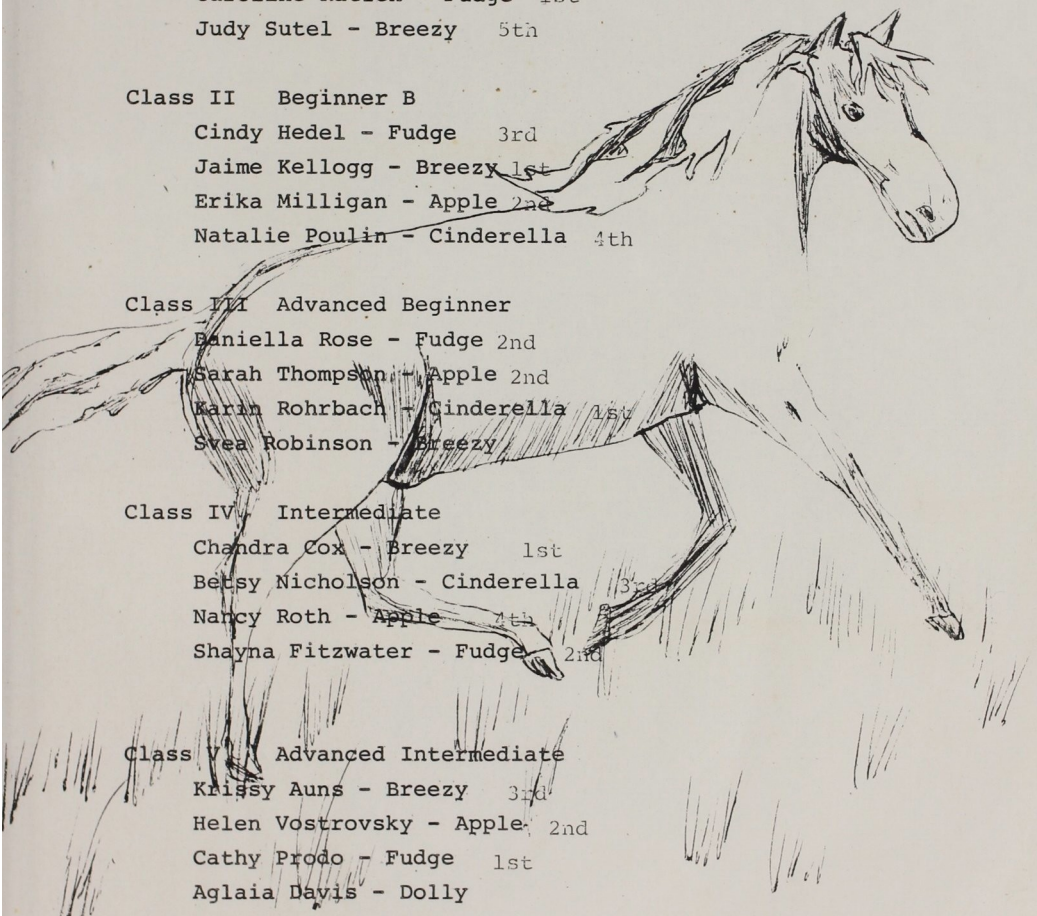 Fudge 1st
Judy Sutel - Breezy 5th
Class II Beginner B
Cindy Hedel - Fudge 3rd
Jaime Kellogg - Breezy 1st
Erika Milligan - Apple 2nd
Natalie Poulin - Cinderella 4th
Class III Advanced Beginner
Daniella Rose - Fudge 2nd
Sarah Thompson - Apple 2nd
Karin Rohrbach - Cinderella 1st
Svea Robinson - Breezy
Class IV Intermediate
Chandra Cox - Breezy 1st
Betsy Nicholson - Cinderella 3rd
Nancy Roth - Apple 4th
Shayna Fitzwater - Fudge 2nd
Class V Advanced Intermediate
Krissy Auns - Breezy 3rd
Helen Vostrovsky - Apple 2nd
Cathy Prodo - Fudge 1st
Aglaia Davis - Dolly